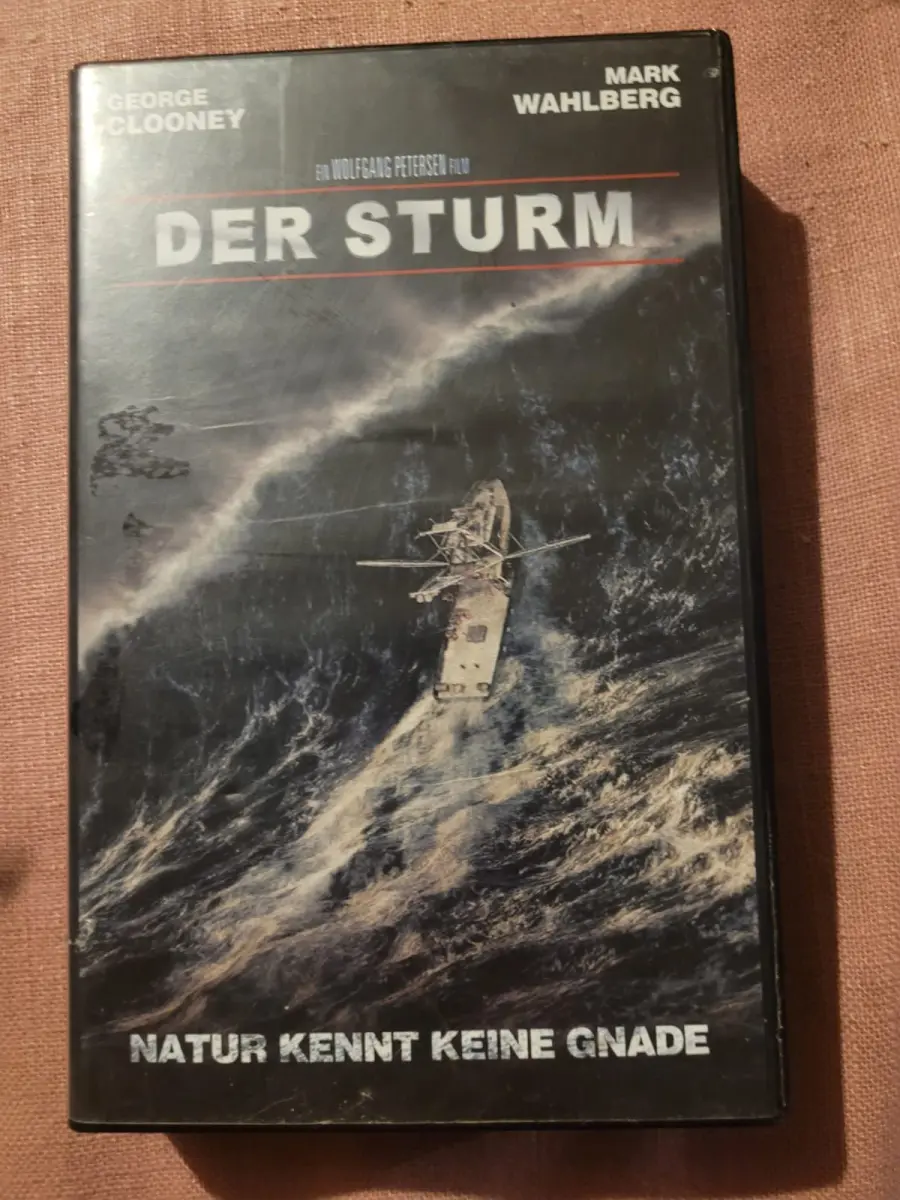 GEORGE
CLOONEY
MARK
WAHLBERG
EIN WOLFGANG PETERSEN FILM
DER STURM
NATUR KENNT KEINE GNADE